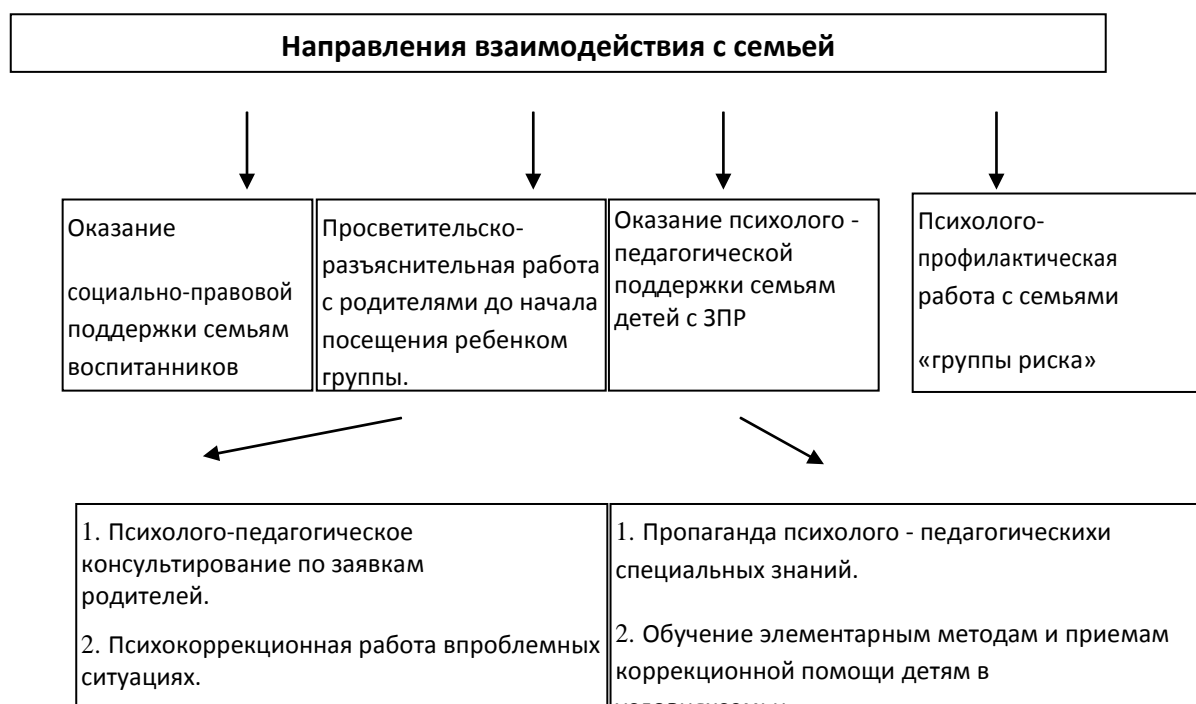 Направления взаимодействия с семьей
Оказание
социально-правовой
поддержки семьям
воспитанников
Просветительско-
разъяснительная работа
с родителями до начала
посещения ребенком
группы.
Оказание психолого -
педагогической
поддержки семьям
детей с ЗПР
Психолого-
профилактическая
работа с семьями
«группы риска»
1. Психолого-педагогическое
консультирование по заявкам
родителей.
2. Психокоррекционная работа впроблемных
ситуациях.
1. Пропаганда психолого - педагогическихи
специальных знаний.
2. Обучение элементарным методам и приемам
коррекционной помощи детям в